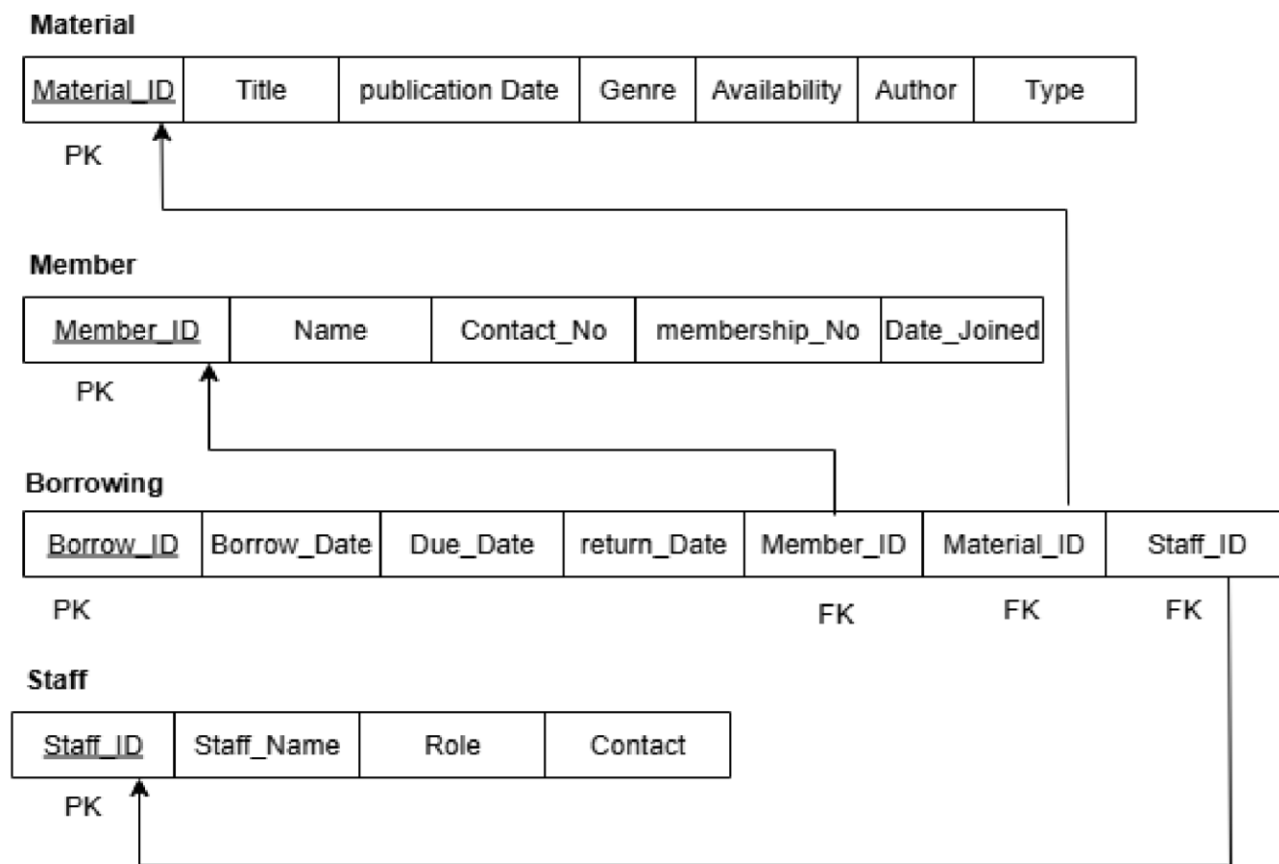 Material
Material_ID Title publication Date Genre Availability Author Type
PK
Member
Member_ID Name Contact_No membership_No Date_Joined
PK
Borrowing
Borrow_ID Borrow_Date Due_Date return_Date Member_ID Material_ID Staff_ID
PK FK FK FK
Staff
Staff_ID Staff_Name Role Contact
PK